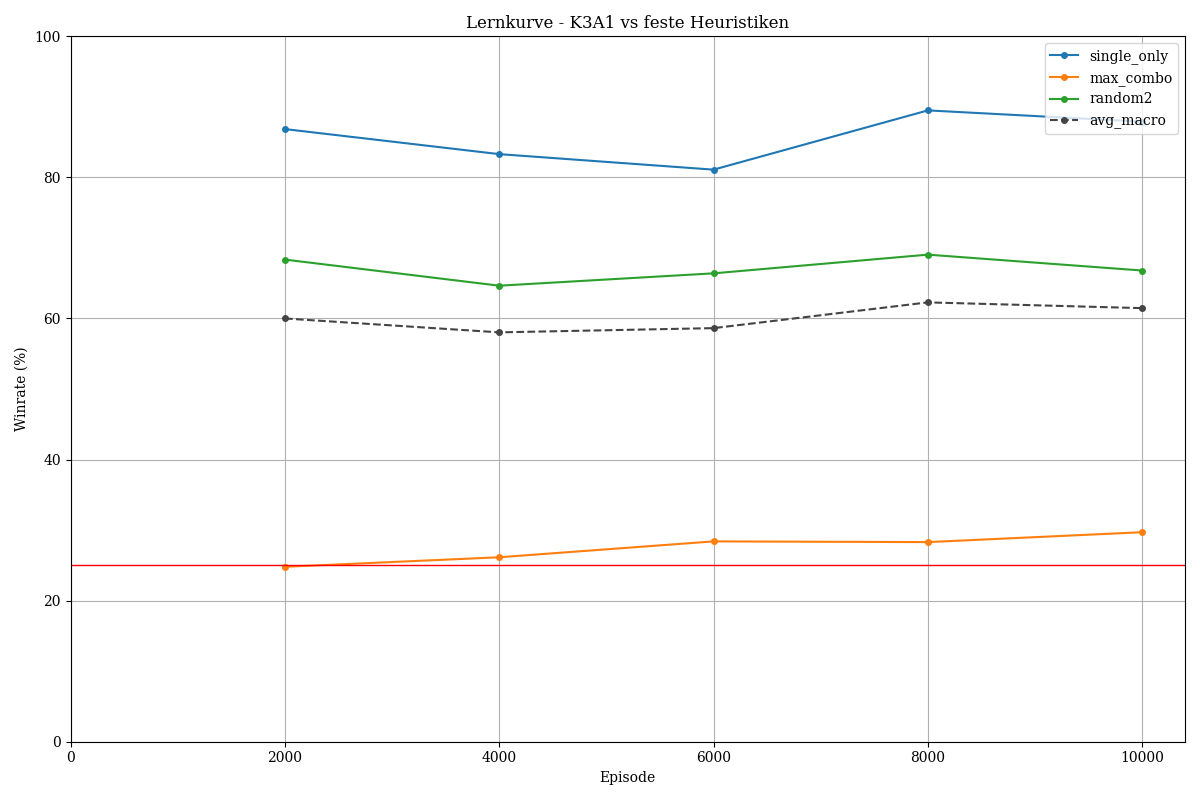 Lernkurve - K3A1 vs feste Heuristiken
100
80
60
40
20
0
Winrate (%)
single_only
max_combo
random2
avg_macro
0 2000 4000 6000 8000 10000
Episode